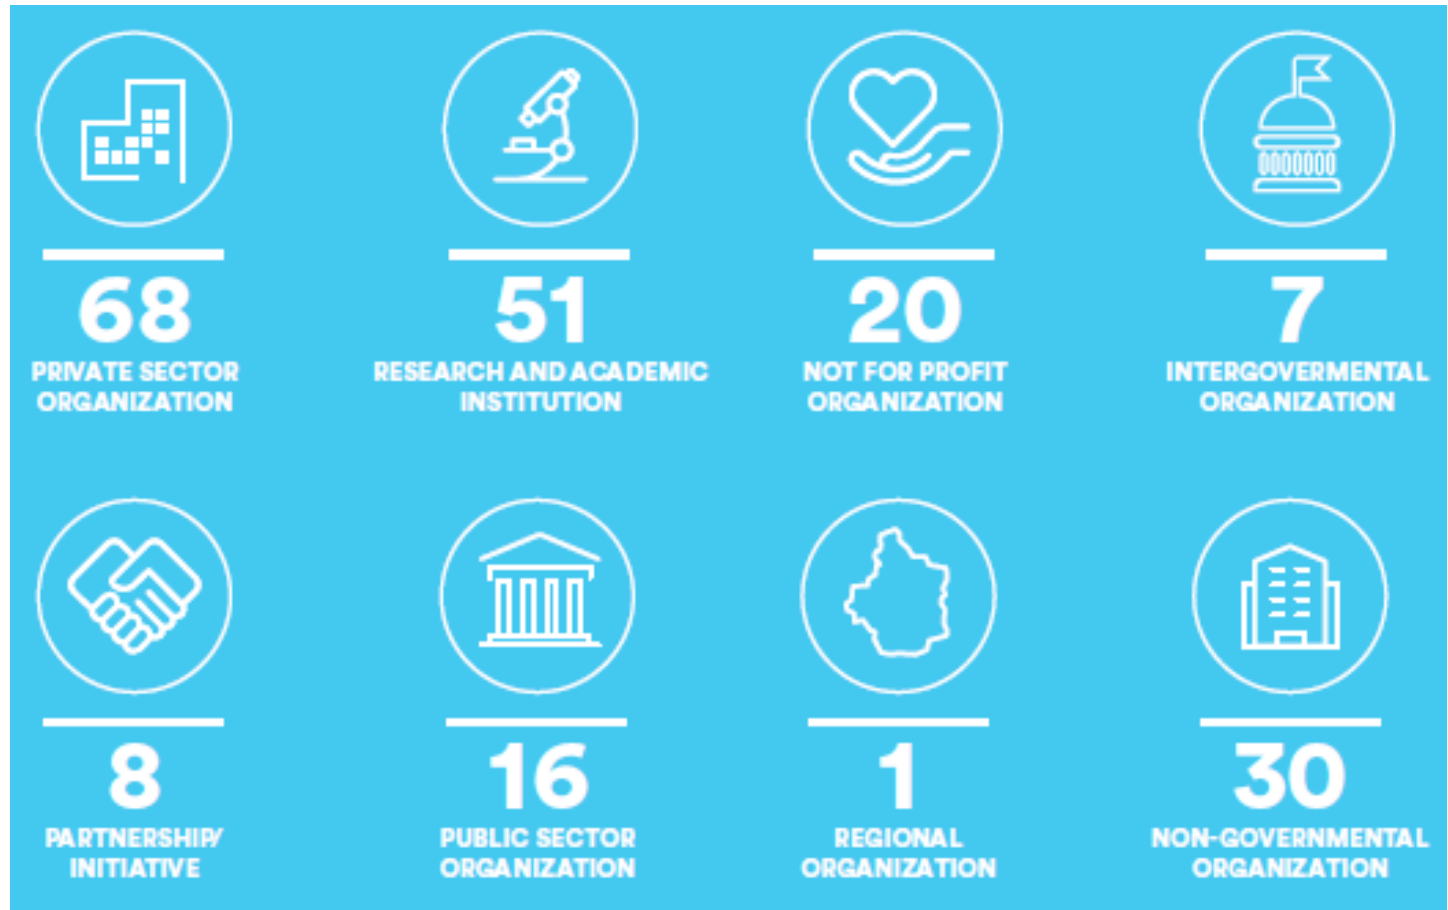 68
PRIVATE SECTOR
ORGANIZATION
51
RESEARCH AND ACADEMIC
INSTITUTION
20
NOT FOR PROFIT
ORGANIZATION
7
INTERGOVERMENTAL
ORGANIZATION
8
PARTNERSHIP/
INITIATIVE
16
PUBLIC SECTOR
ORGANIZATION
1
REGIONAL
ORGANIZATION
30
NON-GOVERNMENTAL
ORGANIZATION